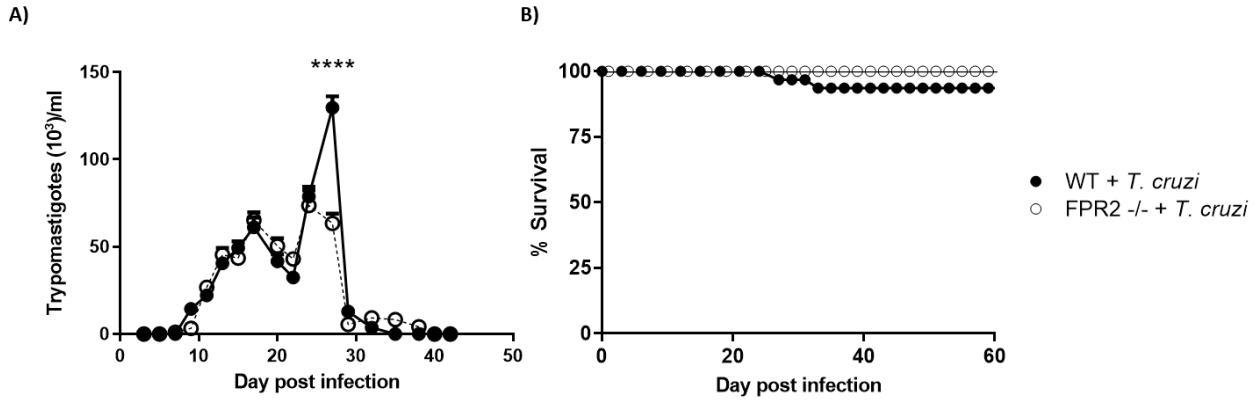 A)
B)
****
150
100
50
0
Trypomastigotes (10³)/ml
0 10 20 30 40 50
Day post infection
100
75
50
25
0
% Survival
0 20 40 60
Day post infection
WT + T. cruzi
FPR2 -/- + T. cruzi